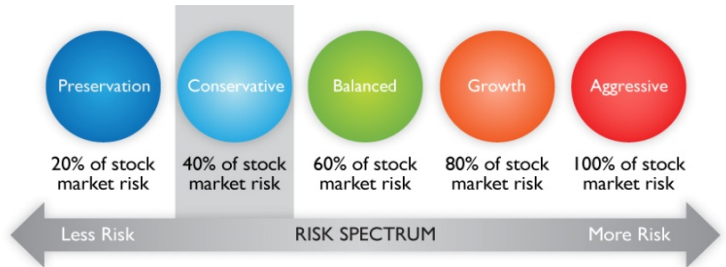 Preservation
Conservative
Balanced
Growth
Aggressive
20% of stock
market risk
40% of stock
market risk
60% of stock
market risk
80% of stock
market risk
100% of stock
market risk
Less Risk
RISK SPECTRUM
More Risk